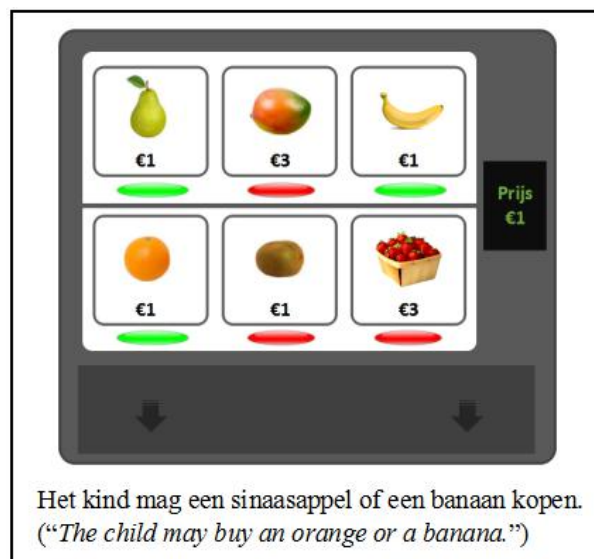 €1 €3 €1
Prijs
€1
€1 €1 €3
Het kind mag een sinaasappel of een banaan kopen.
(“The child may buy an orange or a banana.”)